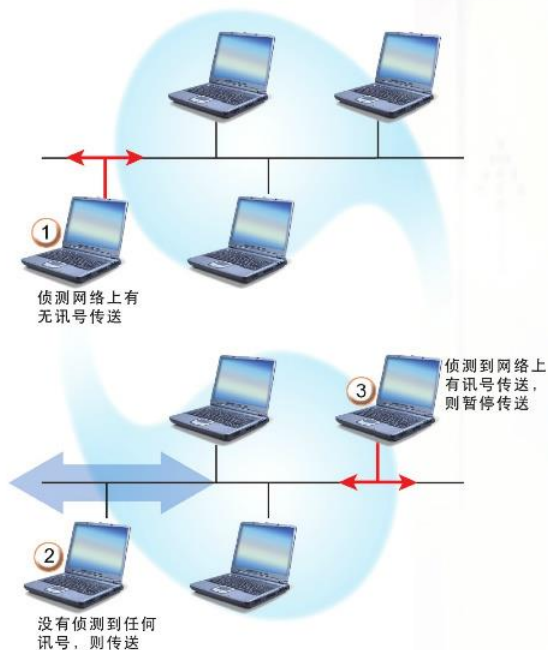 1
侦测网络上有
无讯号传送
3
侦测到网络上
有讯号传送，
则暂停传送
2
没有侦测到任何
讯号，则传送